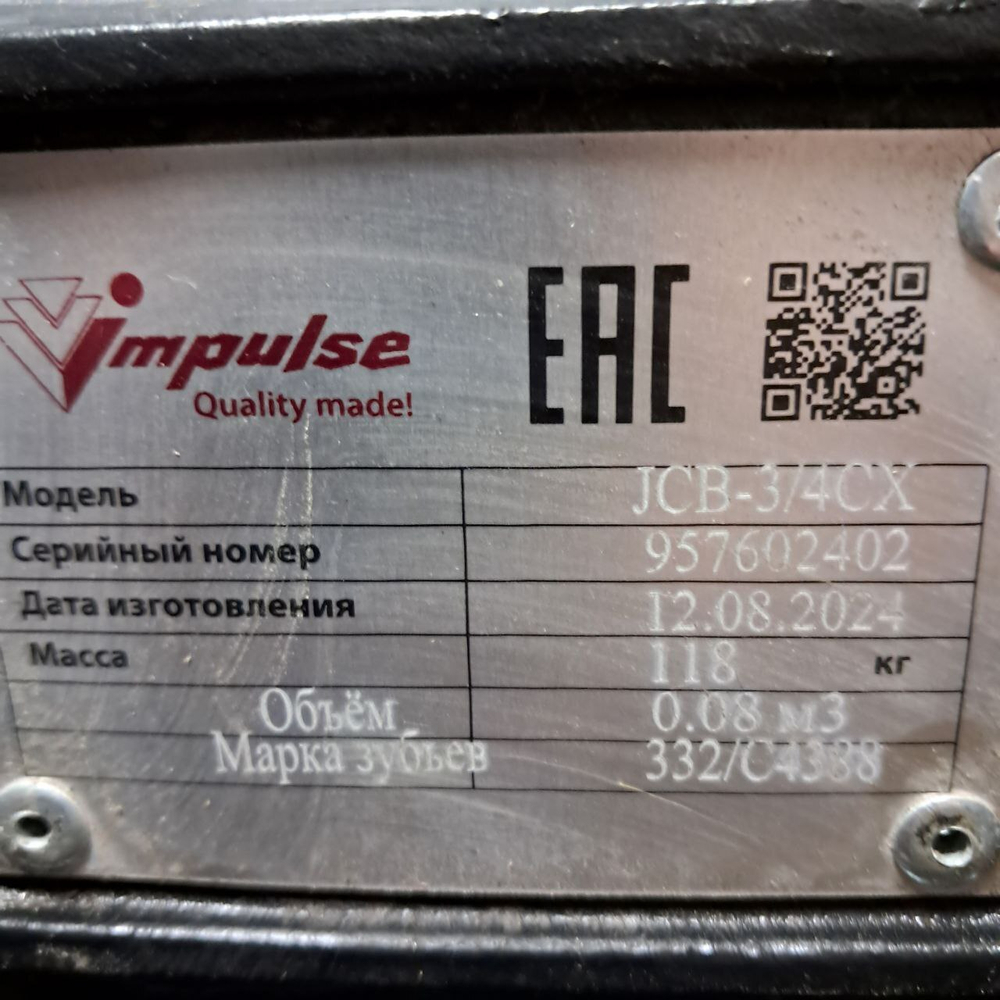 impulse
Quality made!
EAC
Модель JCB-3/4CX
Серийный номер 957602402
Дата изготовления 12.08.2024
Масса 118 кг
Объём 0.08 м3
Марка зубьев 332/C4388